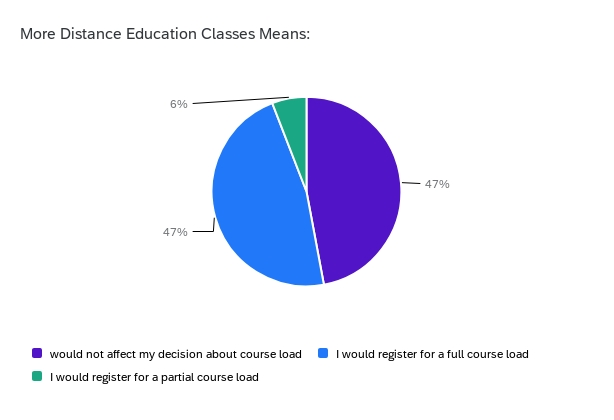 More Distance Education Classes Means:
6%
47%
47%
would not affect my decision about course load
I would register for a full course load
I would register for a partial course load